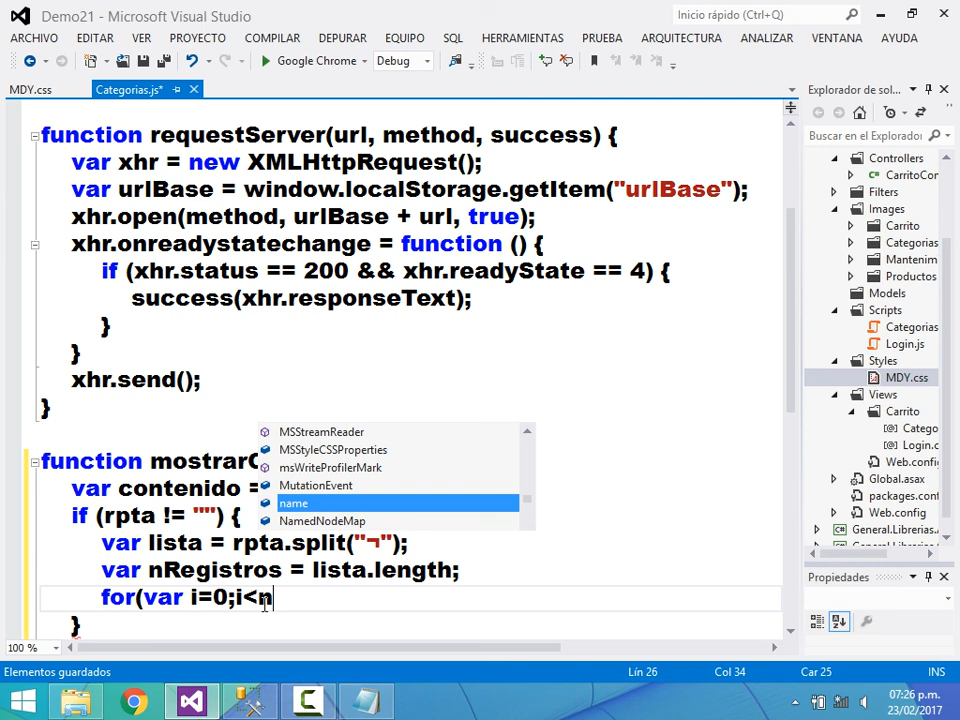 Demo21 - Microsoft Visual Studio
Inicio rápido (Ctrl+Q)
ARCHIVO EDITAR VER PROYECTO COMPILAR DEPURAR EQUIPO SQL HERRAMIENTAS PRUEBA ARQUITECTURA ANALIZAR VENTANA AYUDA
Google Chrome Debug
MDY.css Categorias.js*
function requestServer(url, method, success) {
var xhr = new XMLHttpRequest();
var urlBase = window.localStorage.getItem("urlBase");
xhr.open(method, urlBase + url, true);
xhr.onreadystatechange = function () {
if (xhr.status == 200 && xhr.readyState == 4) {
success(xhr.responseText);
}
}
xhr.send();
}
function mostrarC
var contenido =
if (rpta != "") {
var lista = rpta.split("¬");
var nRegistros = lista.length;
for(var i=0;i<n
}
MSStreamReader
MSStyleCSSProperties
msWriteProfilerMark
MutationEvent
name
NamedNodeMap
100 %
Explorador de sol...
Buscar en el Explorador
Controllers
CarritoCon
Filters
Images
Carrito
Categorias
Mantenim
Productos
Models
Scripts
Categorias
Login.js
Styles
MDY.css
Views
Carrito
Catego
Login.c
Web.config
Global.asax
packages.conf
Web.config
General.Librerias.
Propiedades
Elementos guardados Lín 26 Col 34 Car 25 INS
07:26 p.m.
23/02/2017